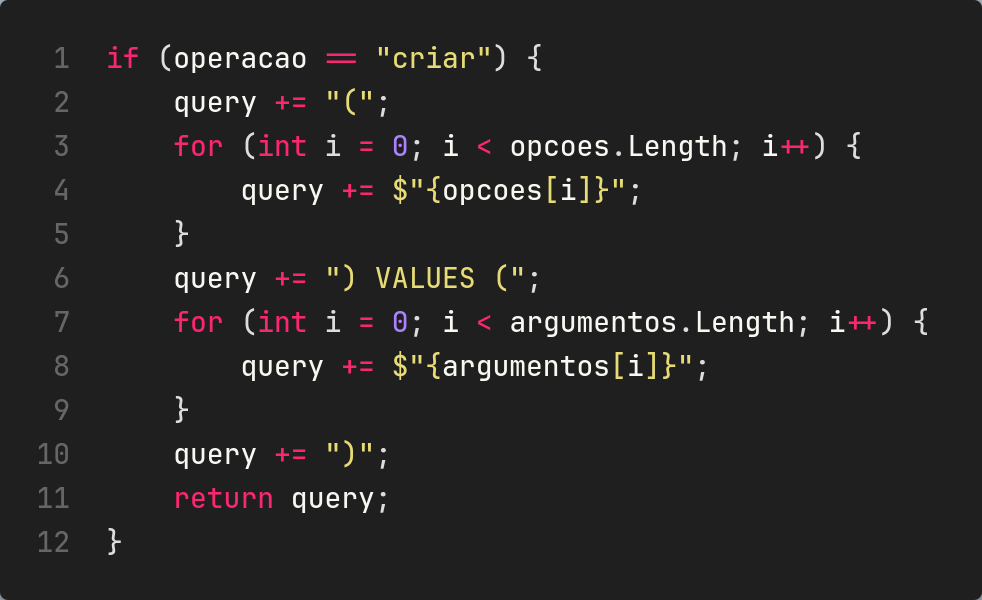 1 if (operacao == "criar") {
2 query += "(";
3 for (int i = 0; i < opcoes.Length; i++) {
4 query += $"{opcoes[i]}";
5 }
6 query += ") VALUES (";
7 for (int i = 0; i < argumentos.Length; i++) {
8 query += $"{argumentos[i]}";
9 }
10 query += ")";
11 return query;
12 }